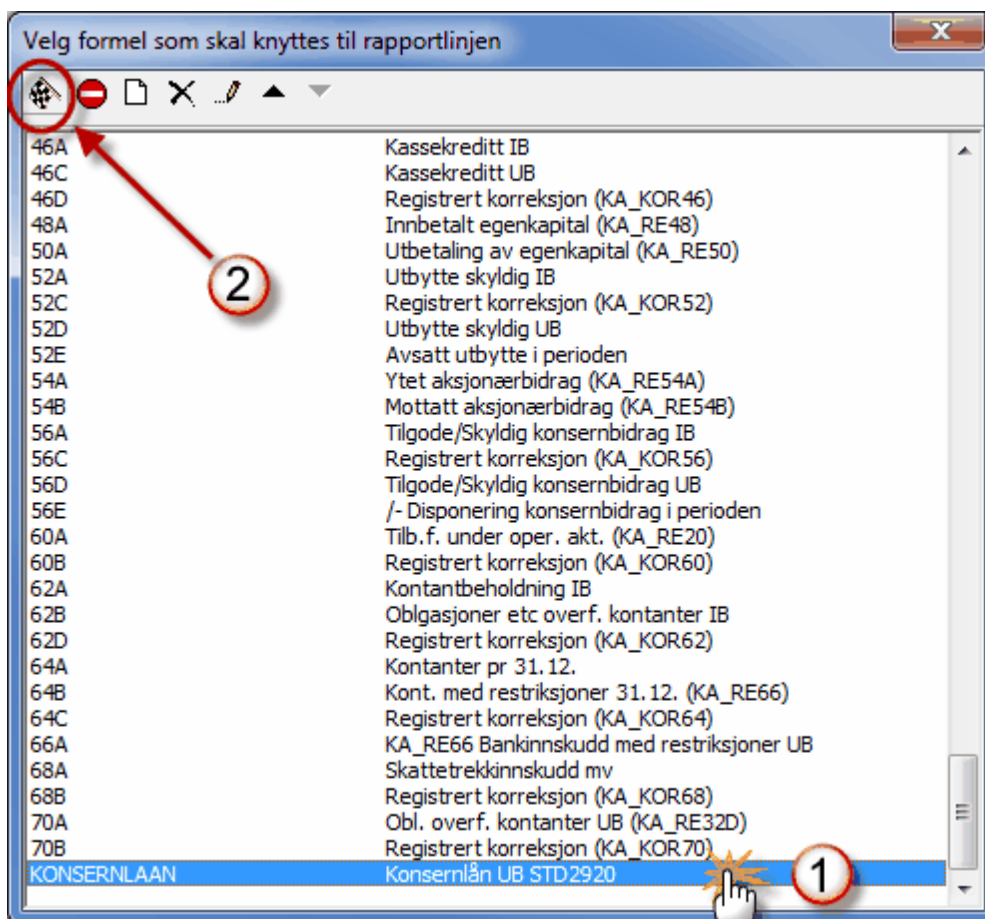 Velg formel som skal knyttes til rapportlinjen
46A Kassekreditt IB
46C Kassekreditt UB
46D Registrert korreksjon (KA_KOR46)
48A Innbetalt egenkapital (KA_RE48)
50A Utbetaling av egenkapital (KA_RE50)
52A Utbytte skyldig IB
52C Registrert korreksjon (KA_KOR52)
52D Utbytte skyldig UB
52E Avsatt utbytte i perioden
54A Ytet aksjonærbidrag (KA_RE54A)
54B Mottatt aksjonærbidrag (KA_RE54B)
56A Tilgode/Skyldig konsernbidrag IB
56C Registrert korreksjon (KA_KOR56)
56D Tilgode/Skyldig konsernbidrag UB
56E /- Disponering konsernbidrag i perioden
60A Tilb.f. under oper. akt. (KA_RE20)
60B Registrert korreksjon (KA_KOR60)
62A Kontantbeholdning IB
62B Oblgasjoner etc overf. kontanter IB
62D Registrert korreksjon (KA_KOR62)
64A Kontanter pr 31.12.
64B Kont. med restriksjoner 31.12. (KA_RE66)
64C Registrert korreksjon (KA_KOR64)
66A KA_RE66 Bankinnskudd med restriksjoner UB
68A Skattetrekkinnskudd mv
68B Registrert korreksjon (KA_KOR68)
70A Obl. overf. kontanter UB (KA_RE32D)
70B Registrert korreksjon (KA_KOR70)
KONSERNLAAN Konsernlån UB STD2920
1
2